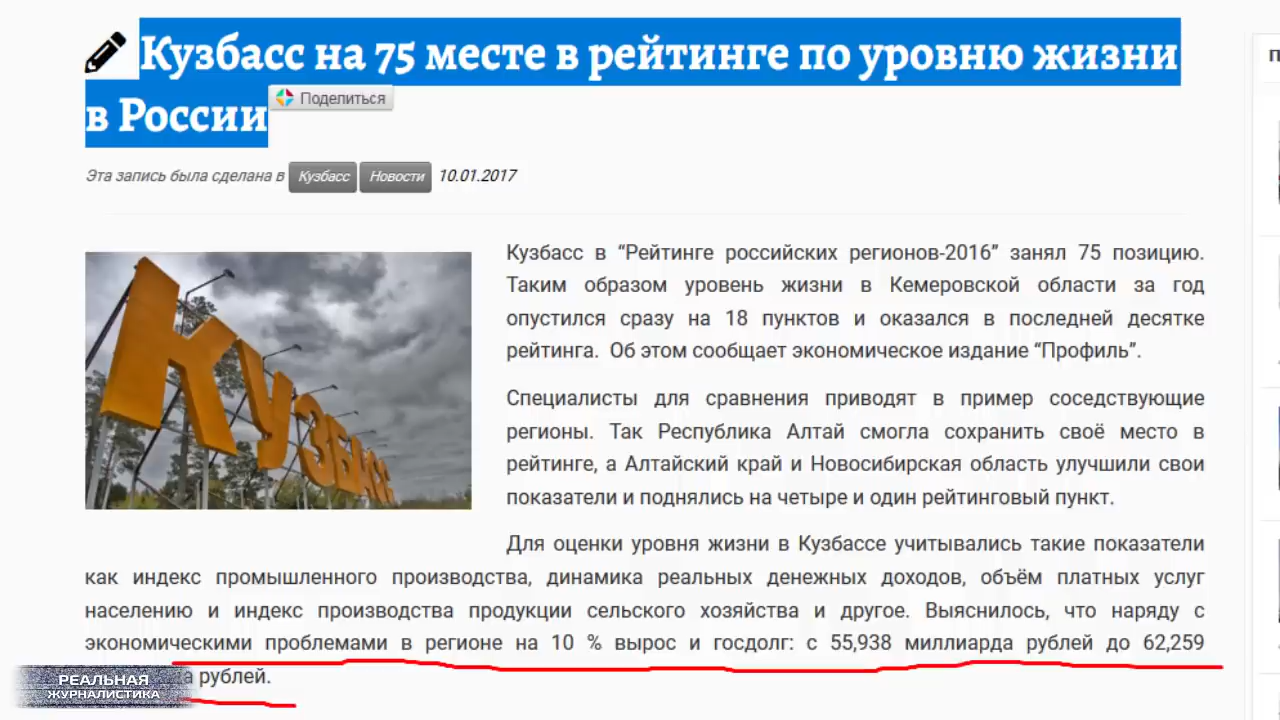 Кузбасс на 75 месте в рейтинге по уровню жизни
в России
Поделиться
Эта запись была сделана в Кузбасс Новости 10.01.2017
КУЗБАСС
Кузбасс в “Рейтинге российских регионов-2016” занял 75 позицию.
Таким образом уровень жизни в Кемеровской области за год
опустился сразу на 18 пунктов и оказался в последней десятке
рейтинга. Об этом сообщает экономическое издание “Профиль”.
Специалисты для сравнения приводят в пример соседствующие
регионы. Так Республика Алтай смогла сохранить своё место в
рейтинге, а Алтайский край и Новосибирская область улучшили свои
показатели и поднялись на четыре и один рейтинговый пункт.
Для оценки уровня жизни в Кузбассе учитывались такие показатели
как индекс промышленного производства, динамика реальных денежных доходов, объём платных услуг
населению и индекс производства продукции сельского хозяйства и другое. Выяснилось, что наряду с
экономическими проблемами в регионе на 10 % вырос и госдолг: с 55,938 миллиарда рублей до 62,259
рублей.
РЕАЛЬНАЯ
ЖУРНАЛИСТИКА